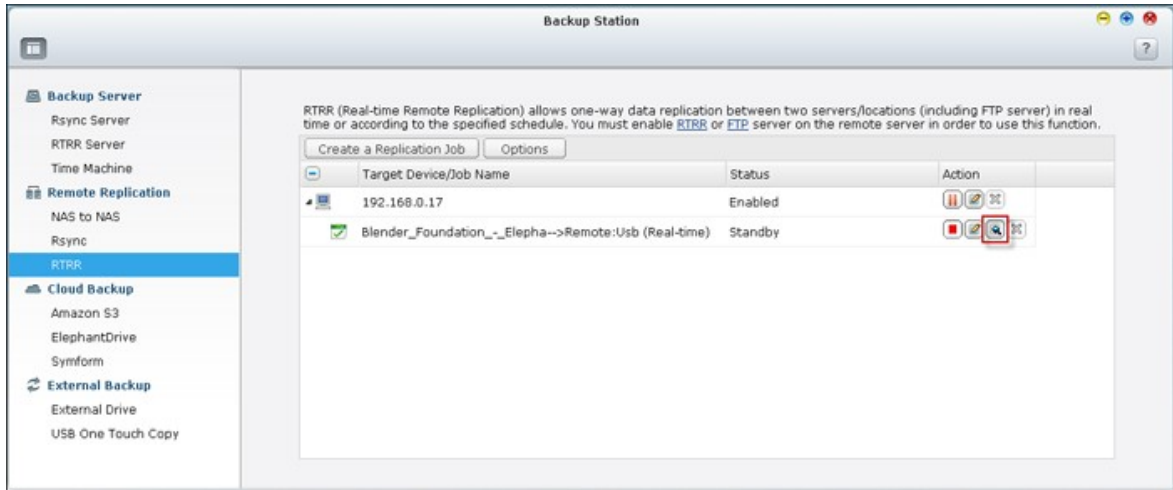 Backup Station
?
Backup Server
Rsync Server
RTRR Server
Time Machine
Remote Replication
NAS to NAS
Rsync
RTRR
Cloud Backup
Amazon S3
ElephantDrive
Symform
External Backup
External Drive
USB One Touch Copy
RTRR (Real-time Remote Replication) allows one-way data replication between two servers/locations (including FTP server) in real
time or according to the specified schedule. You must enable RTRR or FTP server on the remote server in order to use this function.
Create a Replication Job Options
Target Device/Job Name Status Action
192.168.0.17 Enabled
Blender_Foundation_-_Elepha-->Remote:Usb (Real-time) Standby